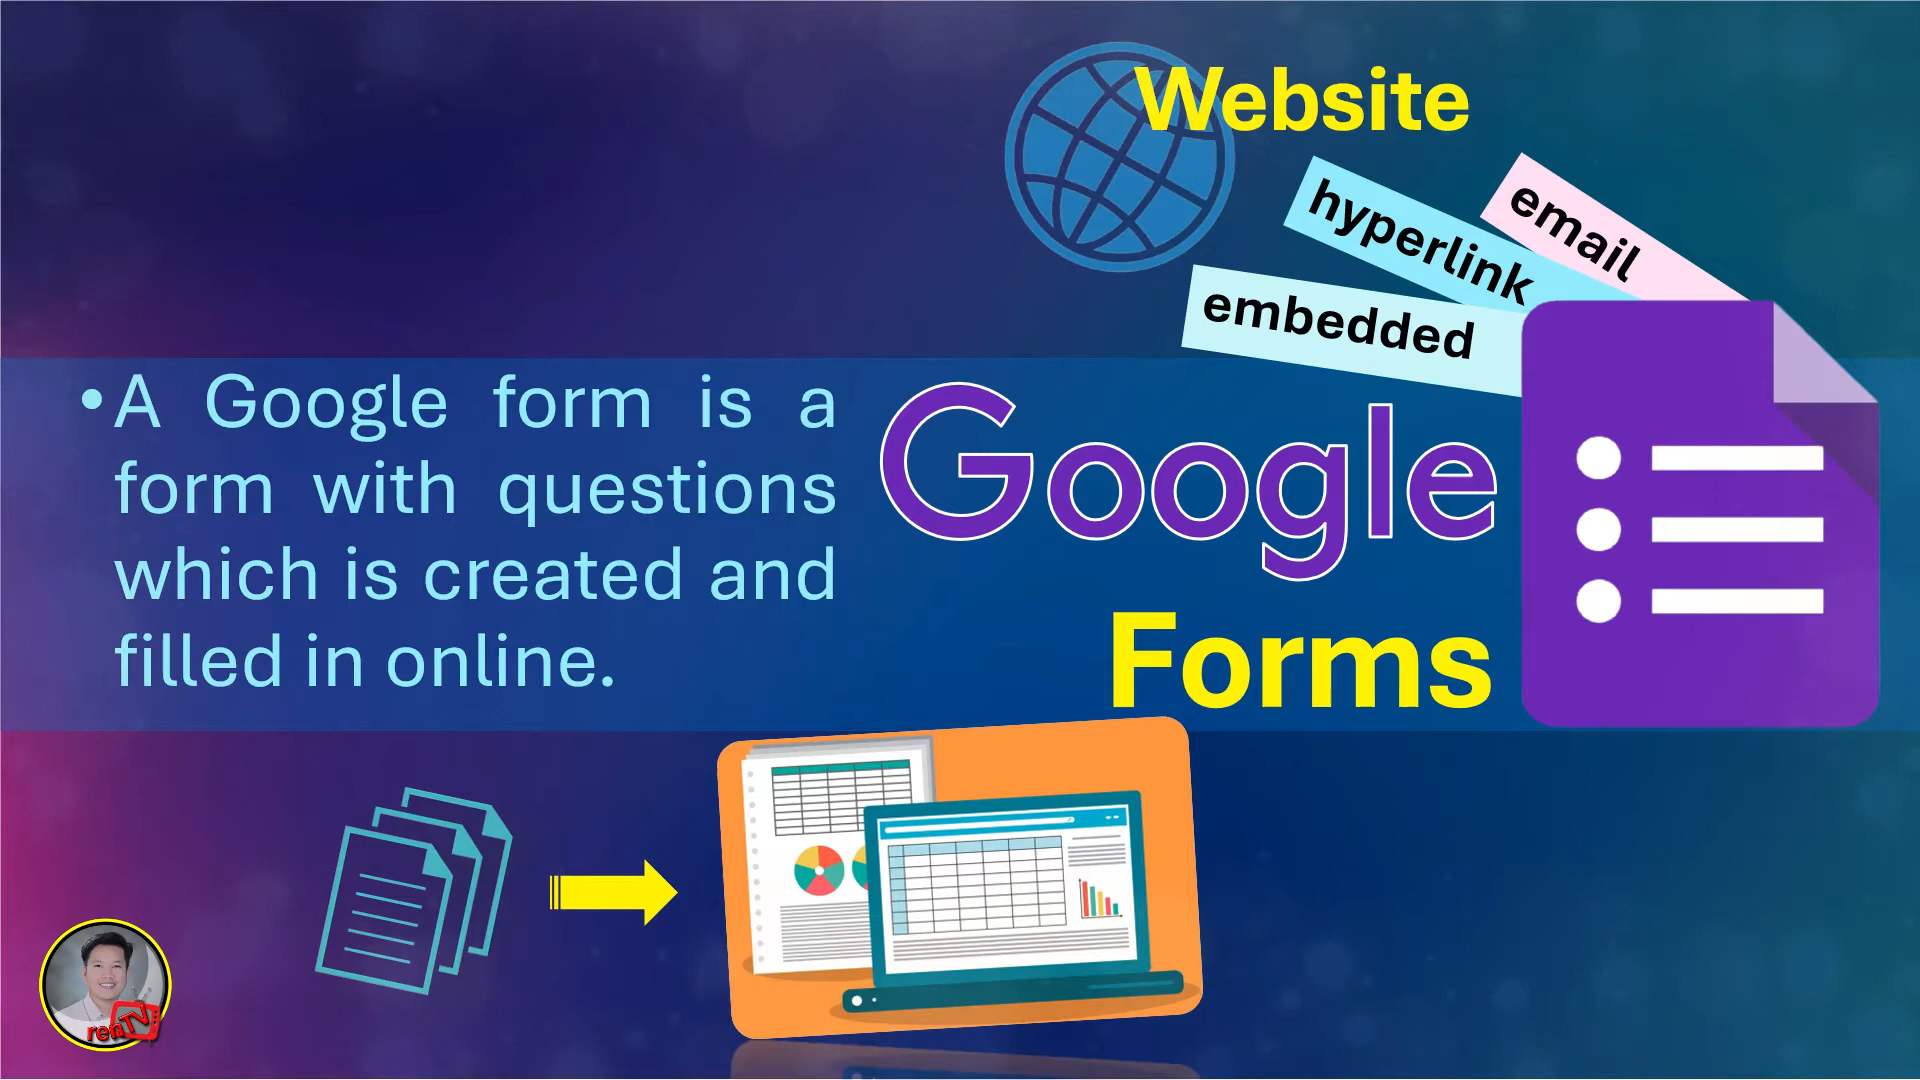 Website
email
hyperlink
embedded
• A Google form is a
form with questions
which is created and
filled in online.
Google
Forms
renTV